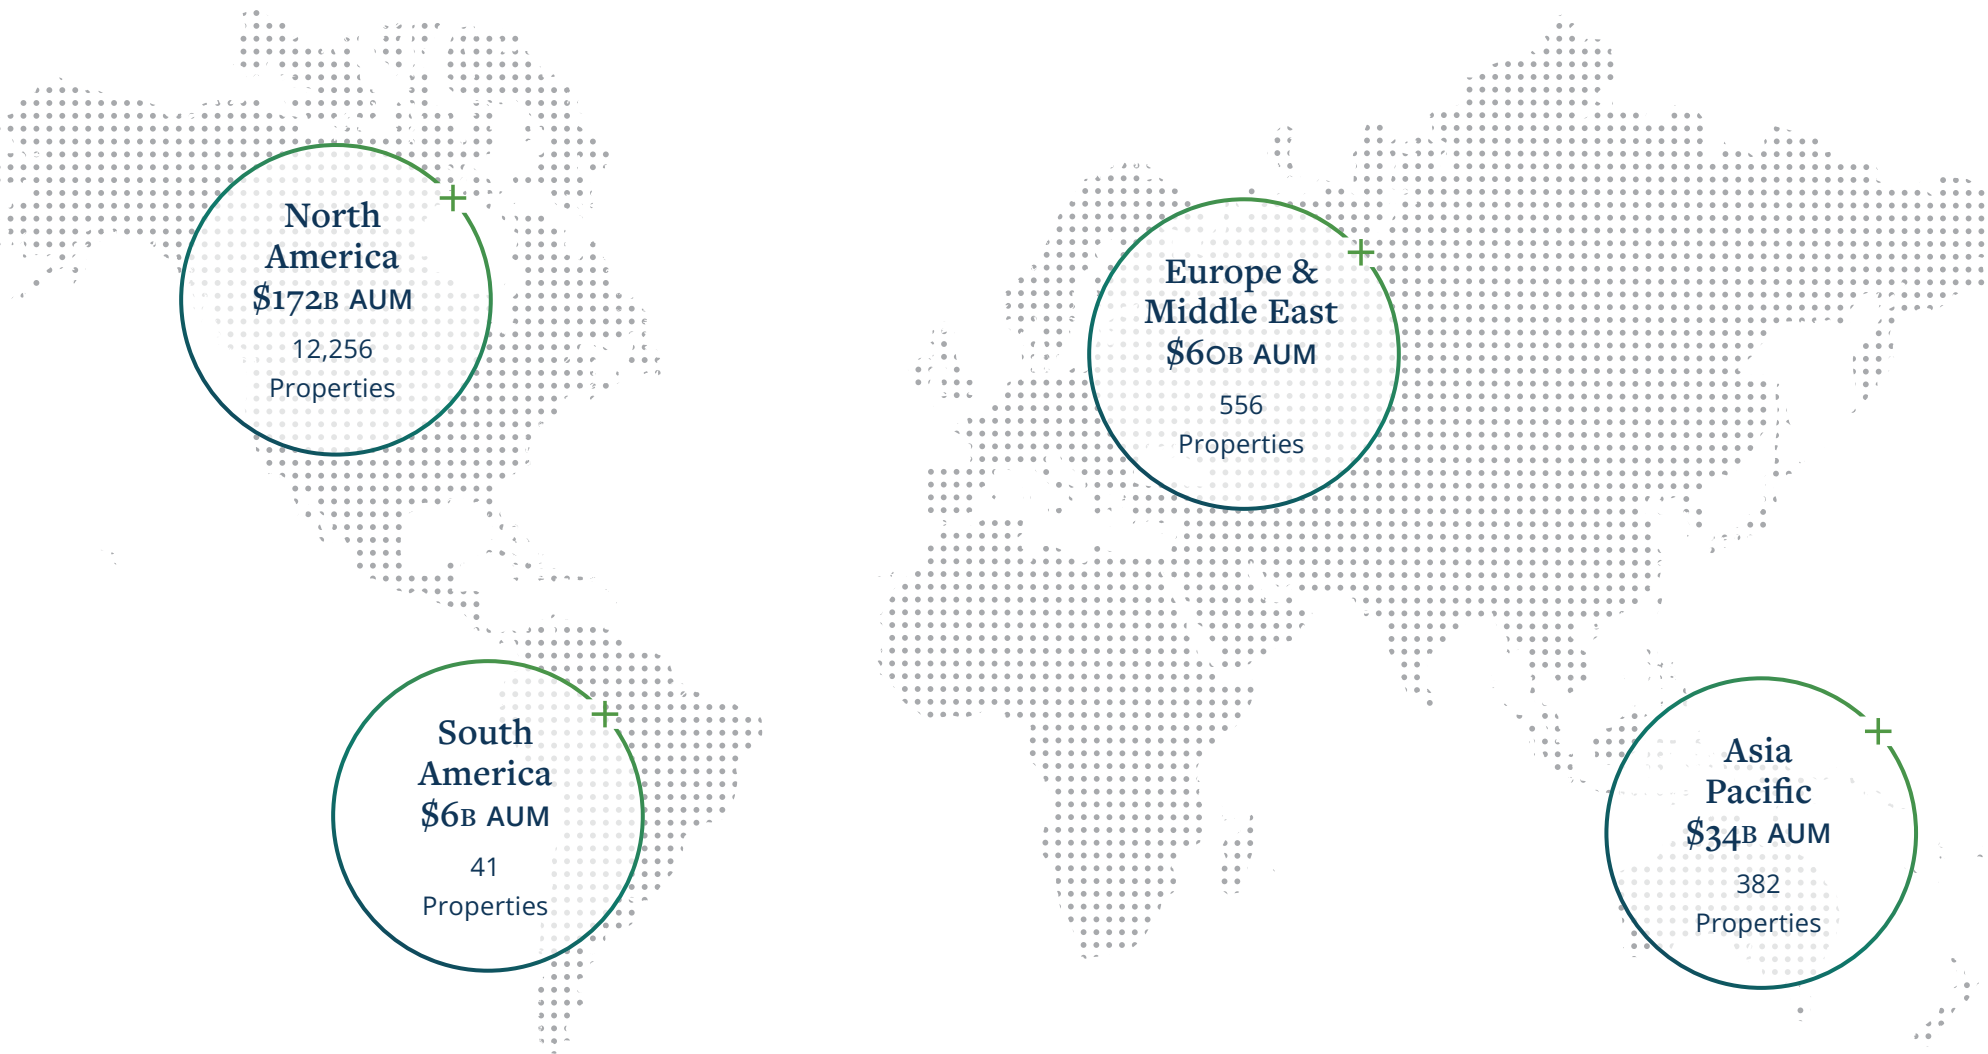 North
America
$172B AUM
12,256
Properties
Europe &
Middle East
$60B AUM
556
Properties
South
America
$6B AUM
41
Properties
Asia
Pacific
$34B AUM
382
Properties